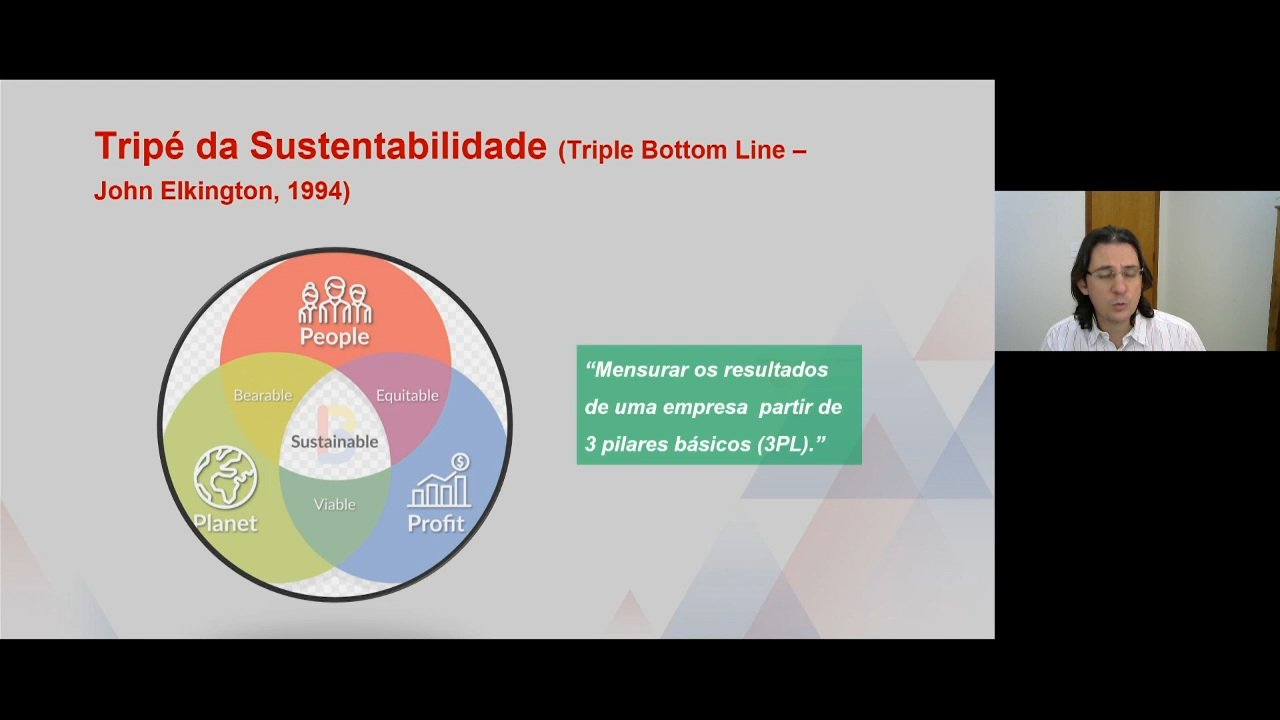 Tripé da Sustentabilidade (Triple Bottom Line –
John Elkington, 1994)
People
Bearable
Equitable
Sustainable
Planet
Viable
$
Profit
“Mensurar os resultados
de uma empresa partir de
3 pilares básicos (3PL).”